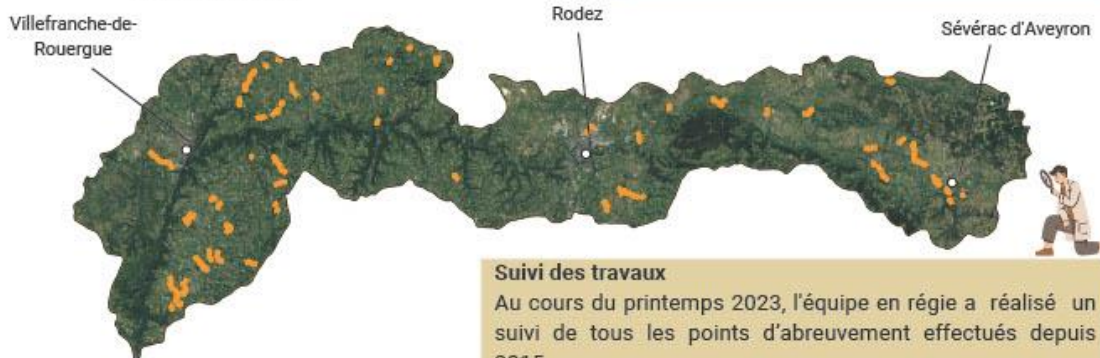 Villefranche-de-
Rouergue
Rodez
Sévérac d'Aveyron
Suivi des travaux
Au cours du printemps 2023, l'équipe en régie a réalisé un
suivi de tous les points d'abreuvement effectués depuis